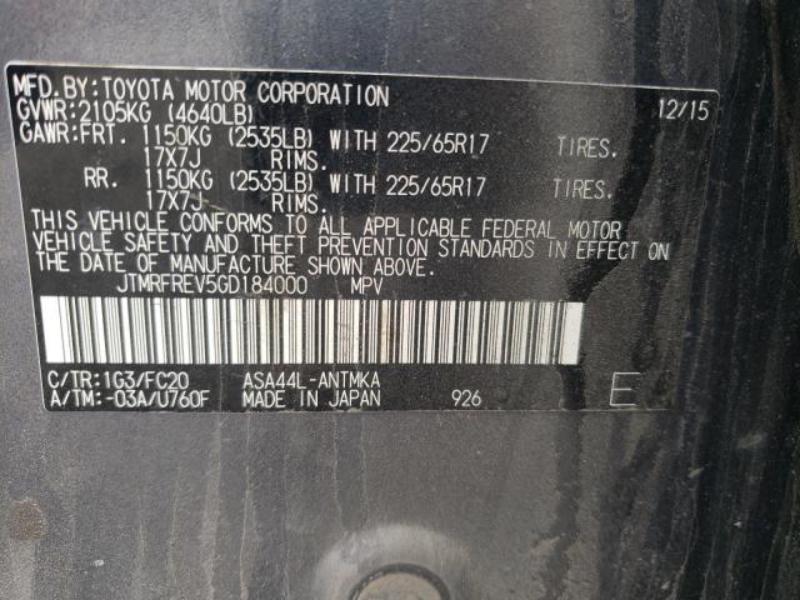 MFD.BY:TOYOTA MOTOR CORPORATION 12/15
GVWR:2105KG (4640LB)
GAWR:FRT. 1150KG (2535LB) WITH 225/65R17 TIRES.
17X7J RIMS.
RR. 1150KG (2535LB) WITH 225/65R17 TIRES.
17X7J RIMS.
THIS VEHICLE CONFORMS TO ALL APPLICABLE FEDERAL MOTOR
VEHICLE SAFETY AND THEFT PREVENTION STANDARDS IN EFFECT ON
THE DATE OF MANUFACTURE SHOWN ABOVE.
JTMRFREV5GD184000 MPV
C/TR:1G3/FC20 ASA44L-ANTMKA
A/TM:-03A/U760F MADE IN JAPAN 926 E